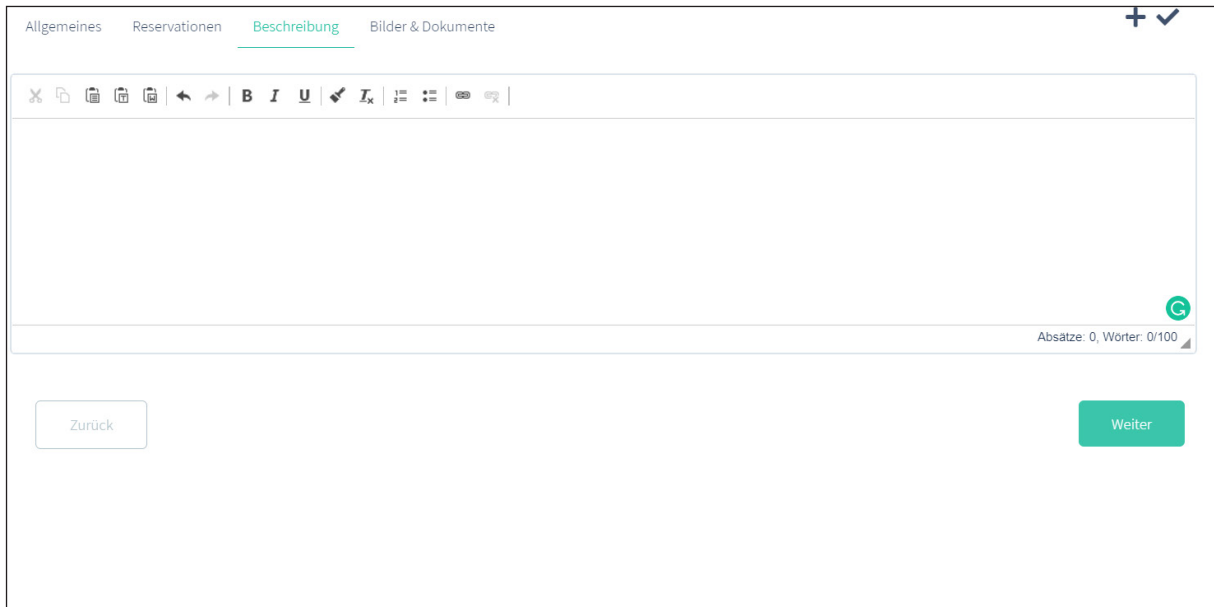 Allgemeines Reservationen Beschreibung Bilder & Dokumente
B I U
Absätze: 0, Wörter: 0/100
Zurück Weiter